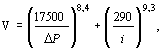 V = (17500/ΔP)^8,4 + (290/i)^9,3,